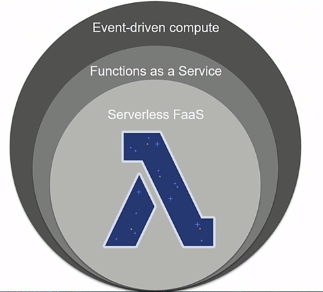 Event-driven compute
Functions as a Service
Serverless FaaS